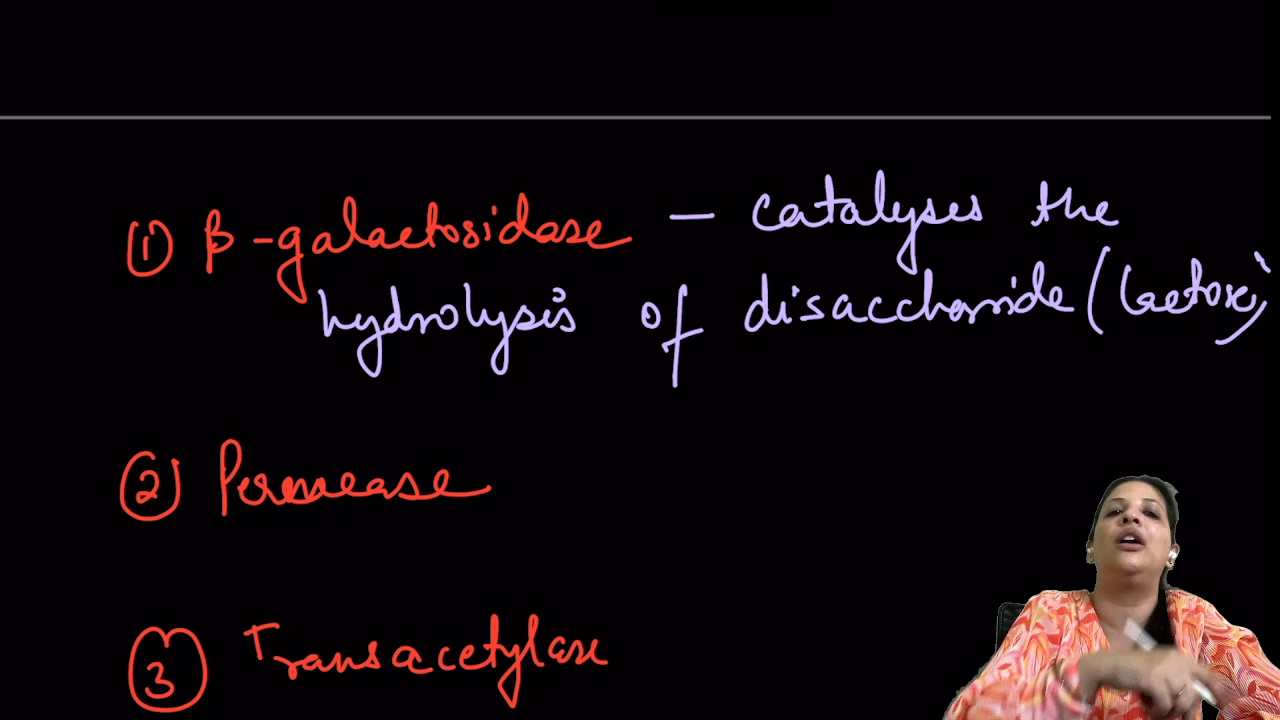 ① β-galactosidase — catalyses the
hydrolysis of disaccharide (lactose)
② Permease
③ Transacetylase